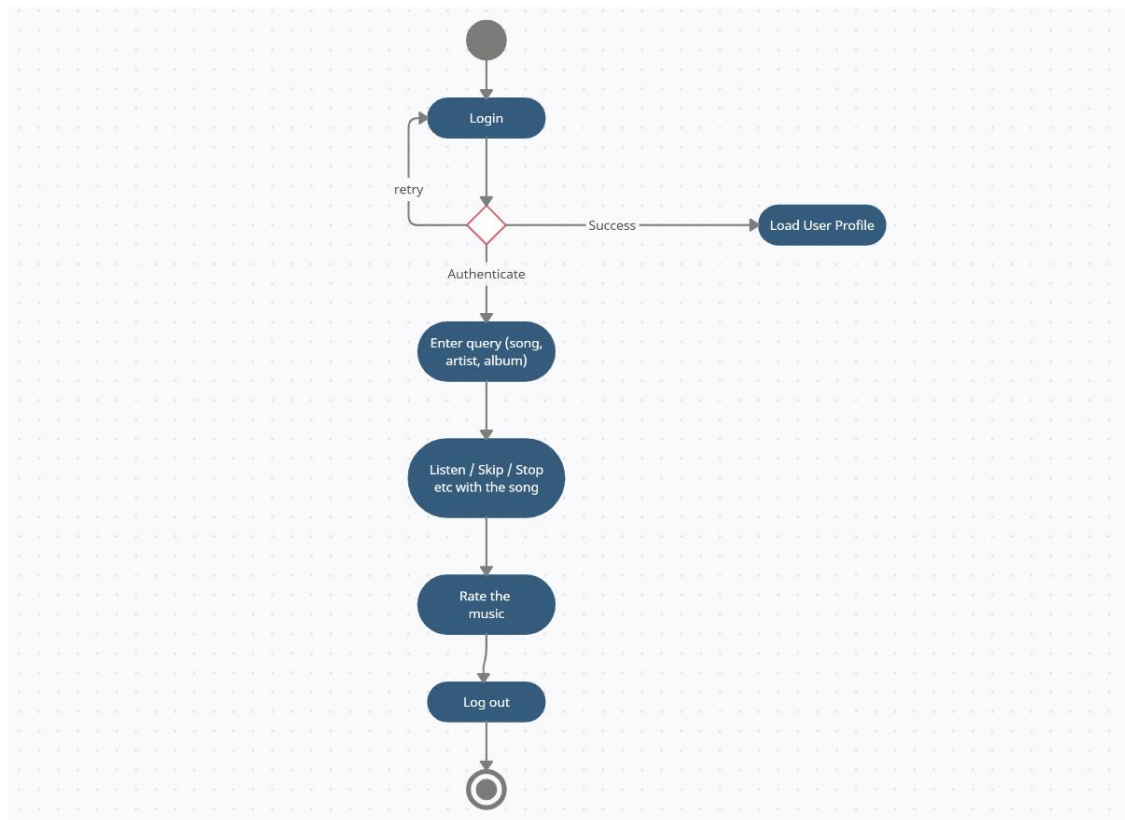 Login
retry
Success
Load User Profile
Authenticate
Enter query (song,
artist, album)
Listen / Skip / Stop
etc with the song
Rate the
music
Log out